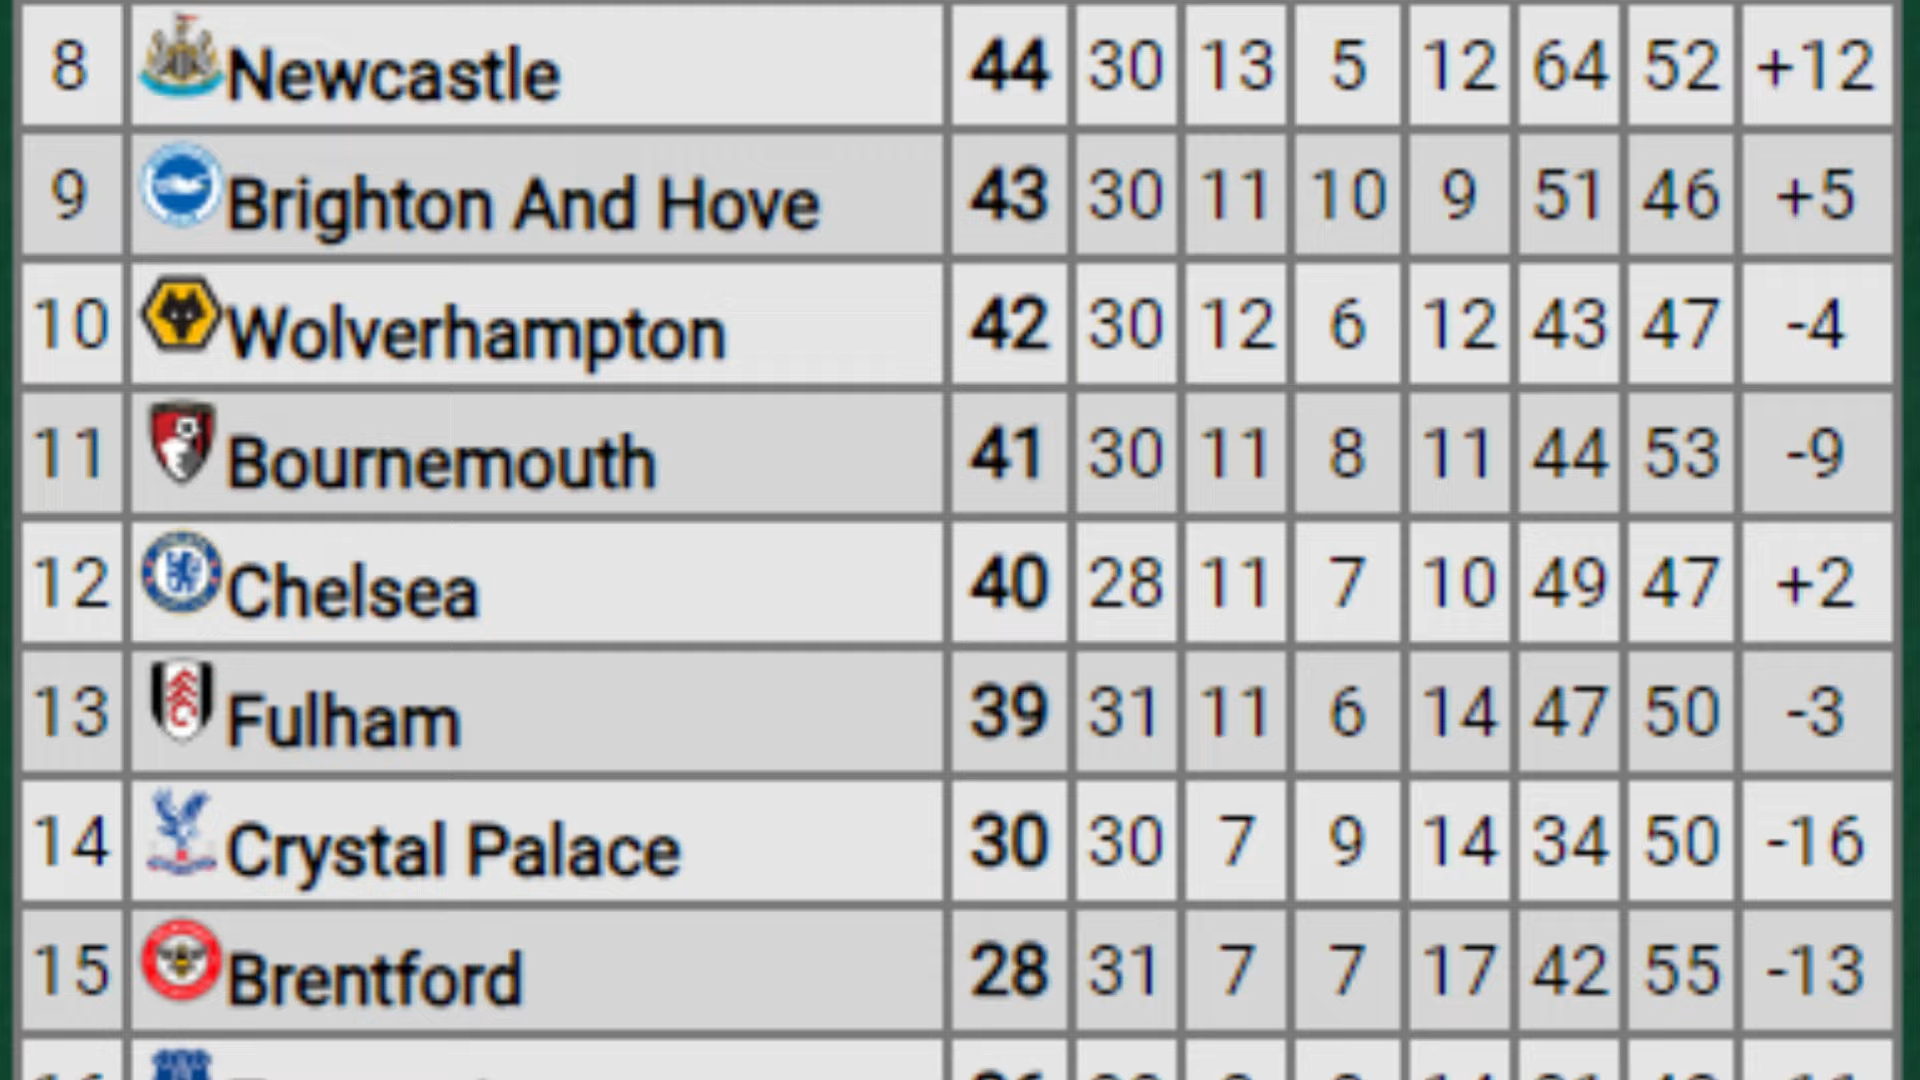 8 Newcastle 44 30 13 5 12 64 52 +12
9 Brighton And Hove 43 30 11 10 9 51 46 +5
10 Wolverhampton 42 30 12 6 12 43 47 -4
11 Bournemouth 41 30 11 8 11 44 53 -9
12 Chelsea 40 28 11 7 10 49 47 +2
13 Fulham 39 31 11 6 14 47 50 -3
14 Crystal Palace 30 30 7 9 14 34 50 -16
15 Brentford 28 31 7 7 17 42 55 -13